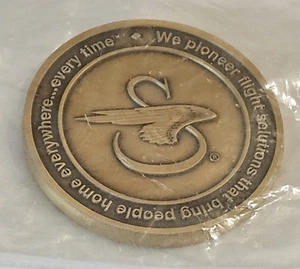 We pioneer flight solutions that bring people home everywhere...every time™
S
®